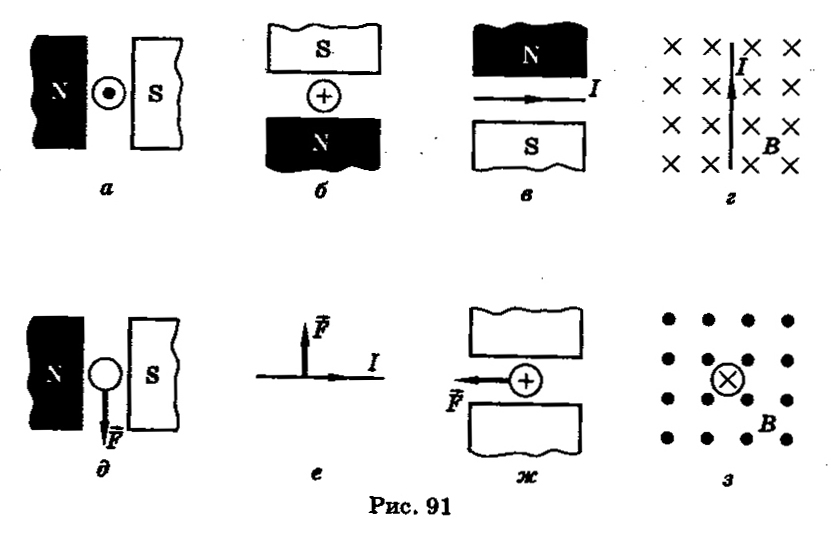 S N
N S I I
N S B
а б в г
N S F I F B
д е ж з
Рис. 91